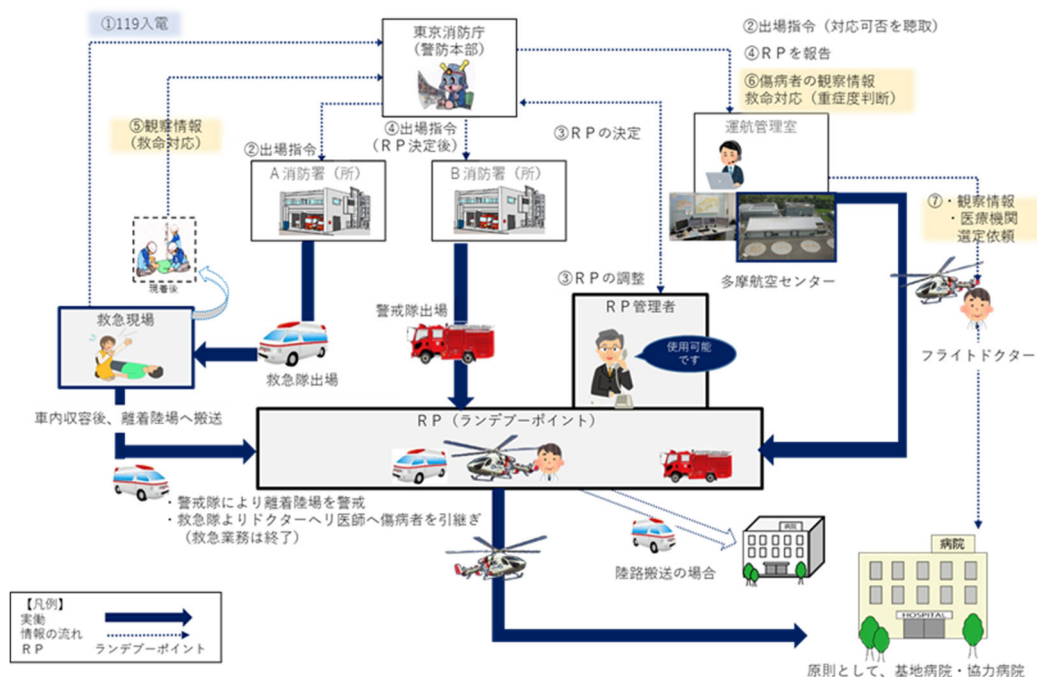 ①119入電
東京消防庁
(警防本部)
②出場指令(対応可否を聴取)
④RPを報告
⑥傷病者の観察情報
救命対応(重症度判断)
運航管理室
⑤観察情報
(救命対応)
②出場指令
④出場指令
(RP決定後)
③RPの決定
A消防署(所)
B消防署(所)
⑦・観察情報
・医療機関
選定依頼
多摩航空センター
現着後
③RPの調整
救急現場
警戒隊出場
RP管理者
使用可能
です
救急隊出場
フライトドクター
車内収容後、離着陸場へ搬送
RP(ランデブーポイント)
・警戒隊により離着陸場を警戒
・救急隊よりドクターヘリ医師へ傷病者を引継ぎ
(救急業務は終了)
病院
病院
陸路搬送の場合
HOSPITAL
【凡例】
実働
情報の流れ
RP ランデブーポイント
原則として、基地病院・協力病院